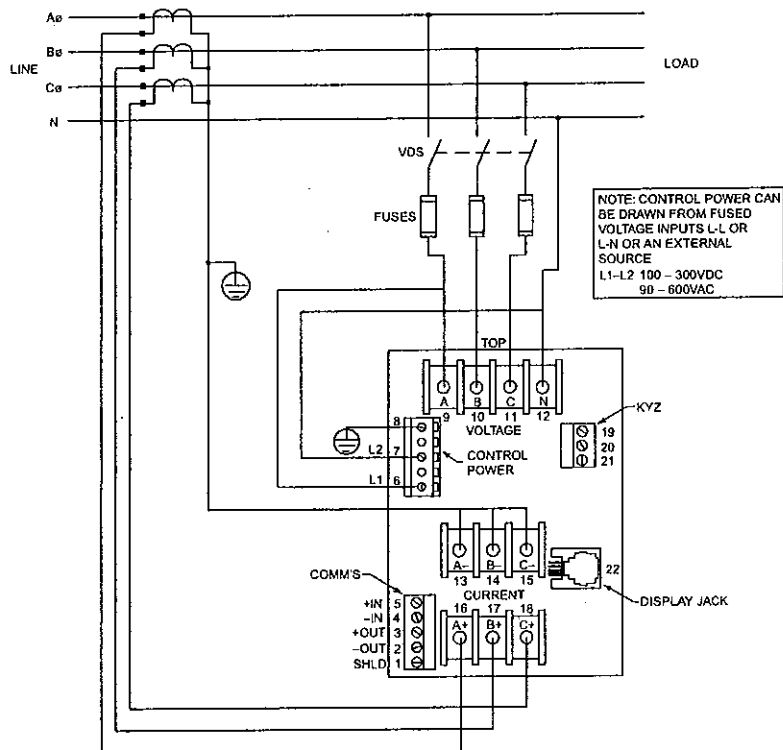 Aø
Bø
LINE
Cø
N
LOAD
VDS
FUSES
NOTE: CONTROL POWER CAN
BE DRAWN FROM FUSED
VOLTAGE INPUTS L-L OR
L-N OR AN EXTERNAL
SOURCE
L1–L2 100 – 300VDC
90 – 600VAC
TOP
A B C N
9 10 11 12
VOLTAGE
8
L2 7
L1 6
CONTROL
POWER
KYZ
19
20
21
A– B– C–
13 14 15
22
DISPLAY JACK
CURRENT
16 17 18
A+ B+ C+
COMM'S
+IN 5
–IN 4
+OUT 3
–OUT 2
SHLD 1